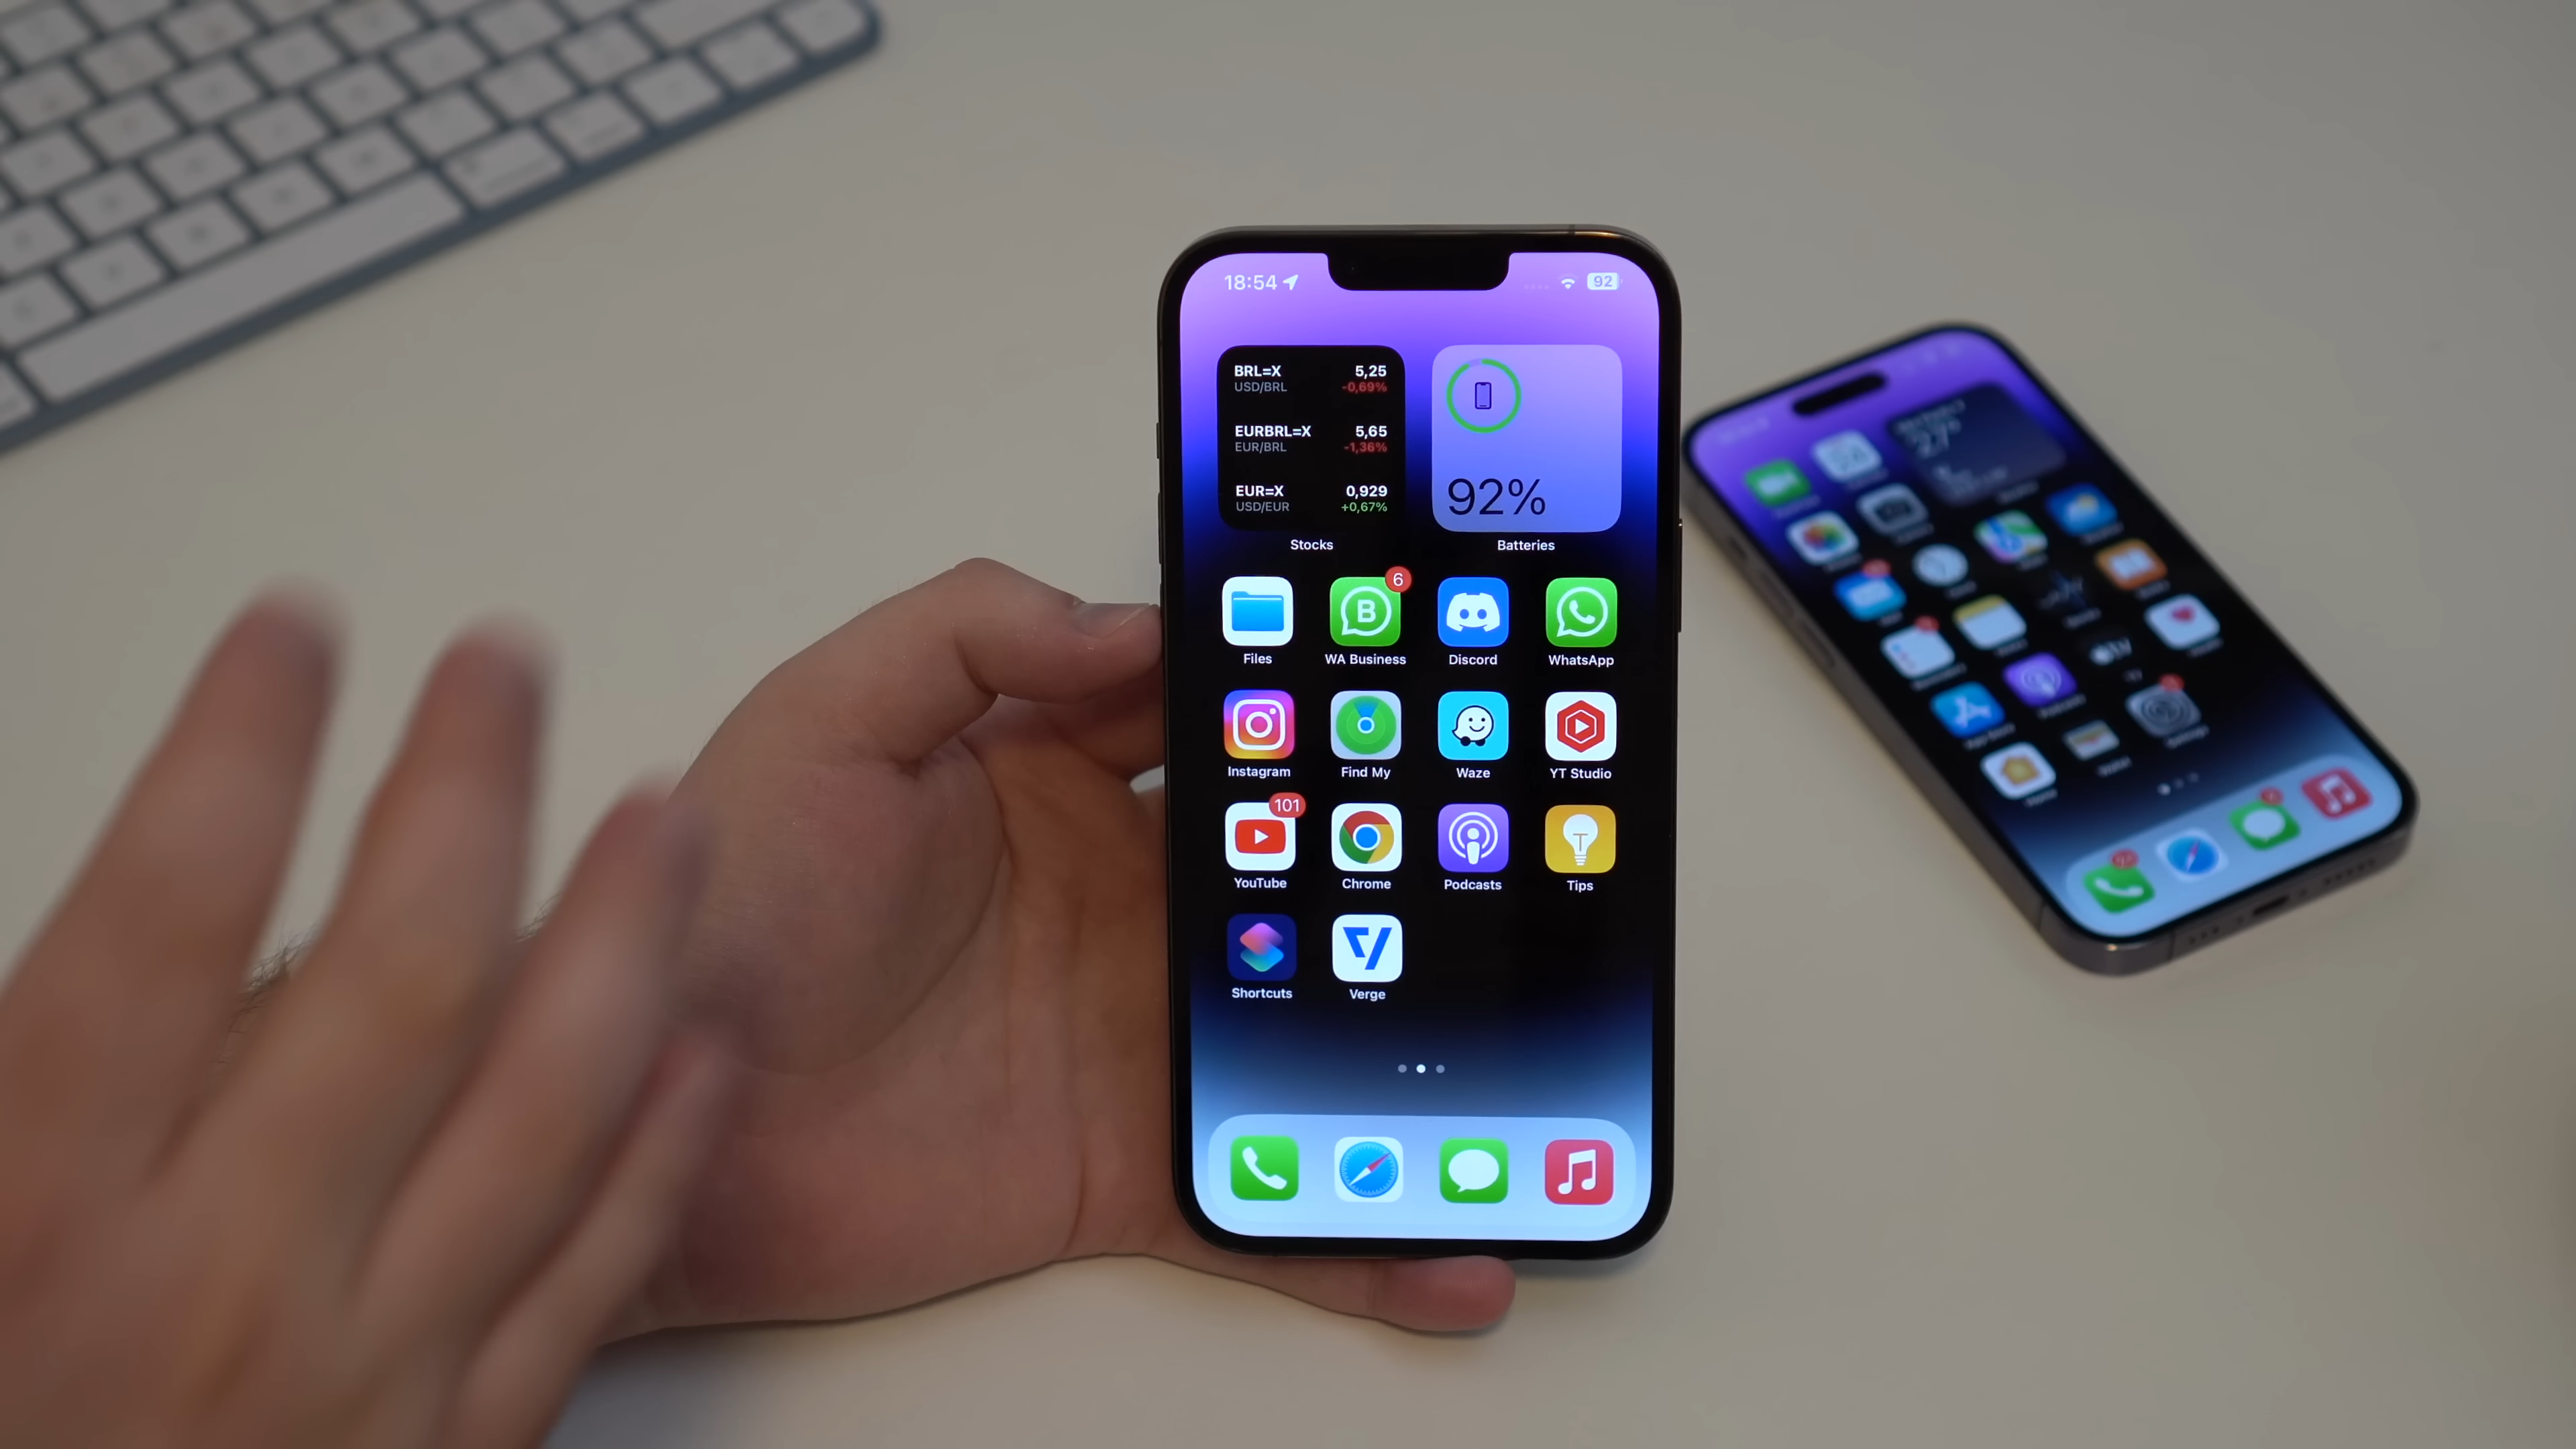 18:54
92
BRL=X 5,25
USD/BRL -0,69%
EURBRL=X 5,65
EUR/BRL -1,36%
EUR=X 0,929
USD/EUR +0,67%
Stocks
92%
Batteries
6
Files WA Business Discord WhatsApp
Instagram Find My Waze YT Studio
101
YouTube Chrome Podcasts Tips
Shortcuts Verge
27°